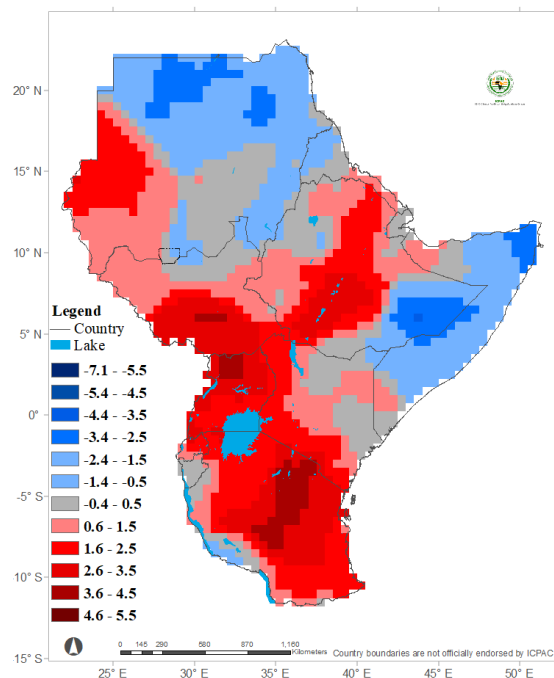 20° N
15° N
10° N
5° N
0°
5° S
10° S
15° S
Legend
Country
Lake
-7.1 - -5.5
-5.4 - -4.5
-4.4 - -3.5
-3.4 - -2.5
-2.4 - -1.5
-1.4 - -0.5
-0.4 - 0.5
0.6 - 1.5
1.6 - 2.5
2.6 - 3.5
3.6 - 4.5
4.6 - 5.5
0 145 290 580 870 1,160
Kilometers
Country boundaries are not officially endorsed by ICPAC
25° E 30° E 35° E 40° E 45° E 50° E